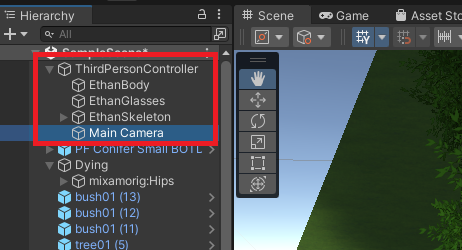 Hierarchy
Scene
Game
Asset Sto
All
SampleScene*
ThirdPersonController
EthanBody
EthanGlasses
EthanSkeleton
Main Camera
PF Conifer Small BOTL
Dying
mixamorig:Hips
bush01 (13)
bush01 (12)
bush01 (11)
tree01 (5)